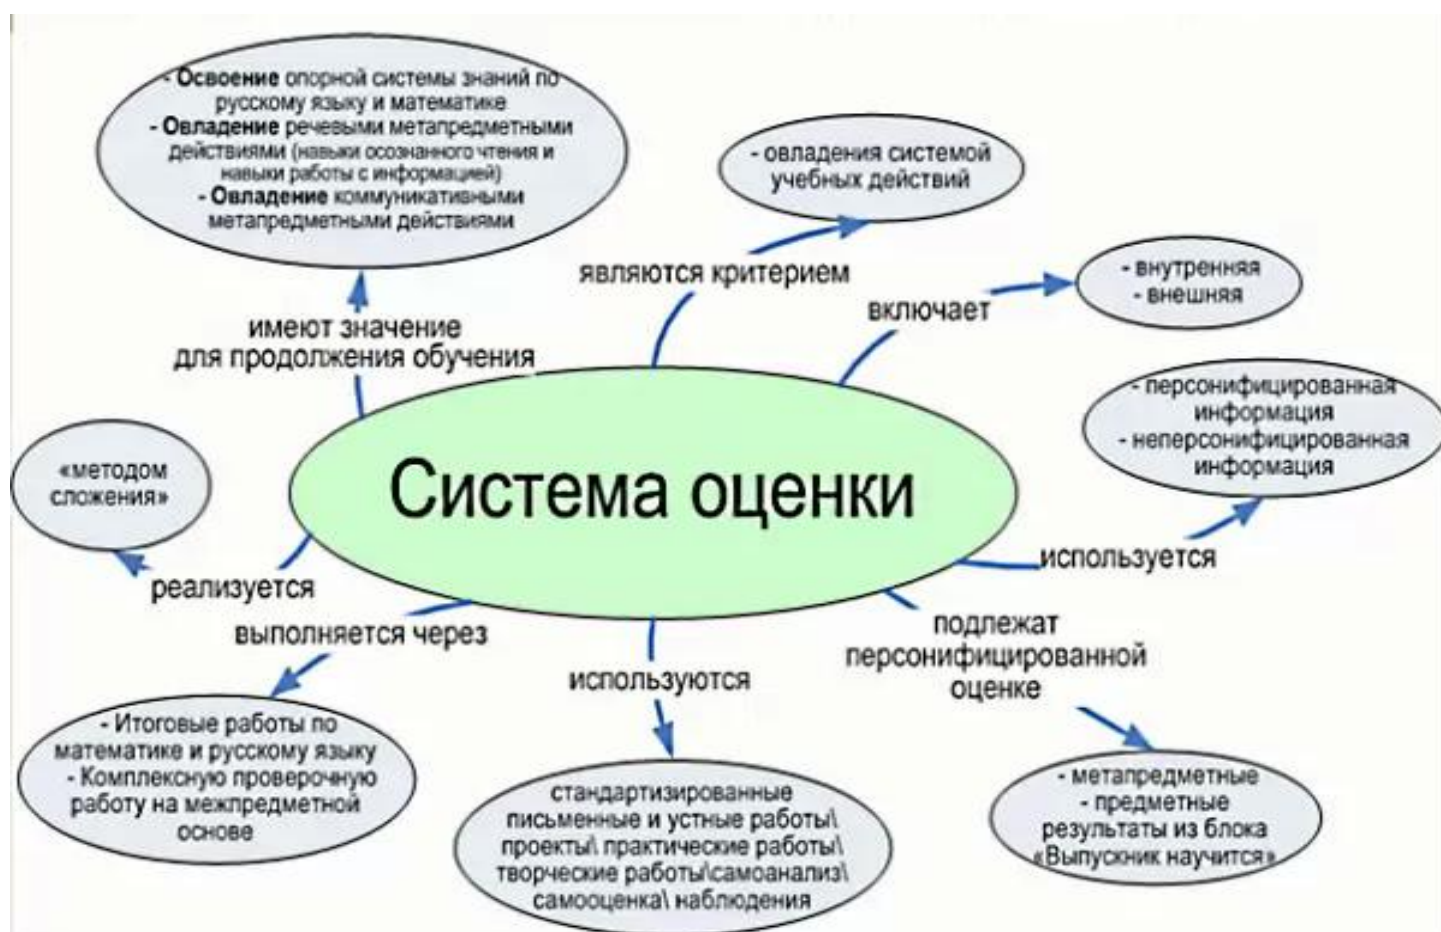 - Освоение опорной системы знаний по
русскому языку и математике
- Овладение речевыми метапредметными
действиями (навыки осознанного чтения и
навыки работы с информацией)
- Овладение коммуникативными
метапредметными действиями
- овладения системой
учебных действий
являются критерием
- внутренняя
- внешняя
включает
имеют значение
для продолжения обучения
- персонифицированная
информация
- неперсонифицированная
информация
«методом
сложения»
Система оценки
используется
реализуется
выполняется через
подлежат
персонифицированной
оценке
используются
- Итоговые работы по
математике и русскому языку
- Комплексную проверочную
работу на межпредметной
основе
стандартизированные
письменные и устные работы\
проекты\ практические работы\
творческие работы\самоанализ\
самооценка\ наблюдения
- метапредметные
- предметные
результаты из блока
«Выпускник научится»